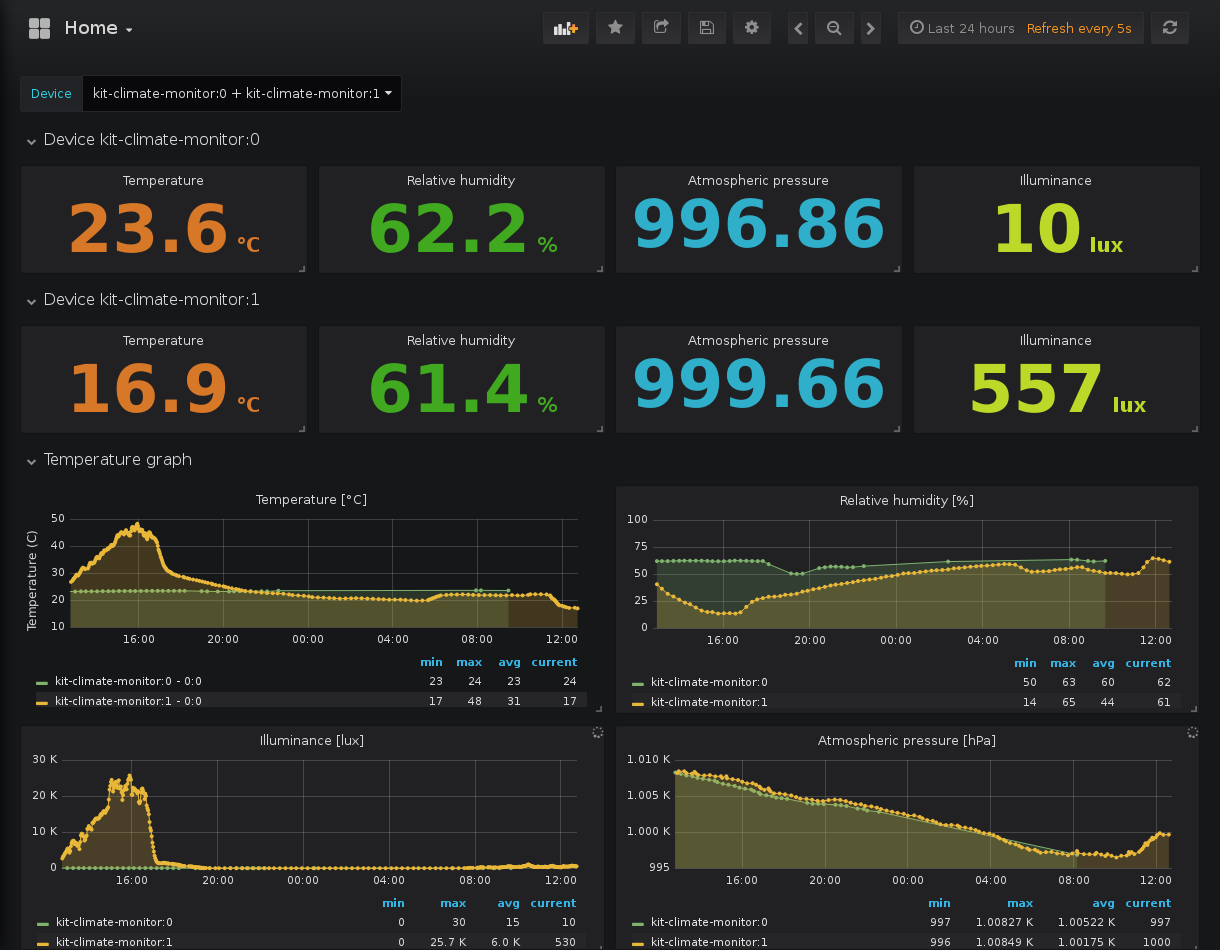 Home
Last 24 hours Refresh every 5s
Device kit-climate-monitor:0 + kit-climate-monitor:1
Device kit-climate-monitor:0
Temperature Relative humidity Atmospheric pressure Illuminance
23.6 °C 62.2 % 996.86 10 lux
Device kit-climate-monitor:1
Temperature Relative humidity Atmospheric pressure Illuminance
16.9 °C 61.4 % 999.66 557 lux
Temperature graph
Temperature [°C]
Temperature (C)
50
40
30
20
10
16:00 20:00 00:00 04:00 08:00 12:00
min max avg current
kit-climate-monitor:0 - 0:0 23 24 23 24
kit-climate-monitor:1 - 0:0 17 48 31 17
Relative humidity [%]
100
75
50
25
0
16:00 20:00 00:00 04:00 08:00 12:00
min max avg current
kit-climate-monitor:0 50 63 60 62
kit-climate-monitor:1 14 65 44 61
Illuminance [lux]
30 K
20 K
10 K
0
16:00 20:00 00:00 04:00 08:00 12:00
min max avg current
kit-climate-monitor:0 0 30 15 10
kit-climate-monitor:1 0 25.7 K 6.0 K 530
Atmospheric pressure [hPa]
1.010 K
1.005 K
1.000 K
995
16:00 20:00 00:00 04:00 08:00 12:00
min max avg current
kit-climate-monitor:0 997 1.00827 K 1.00522 K 997
kit-climate-monitor:1 996 1.00849 K 1.00175 K 1000